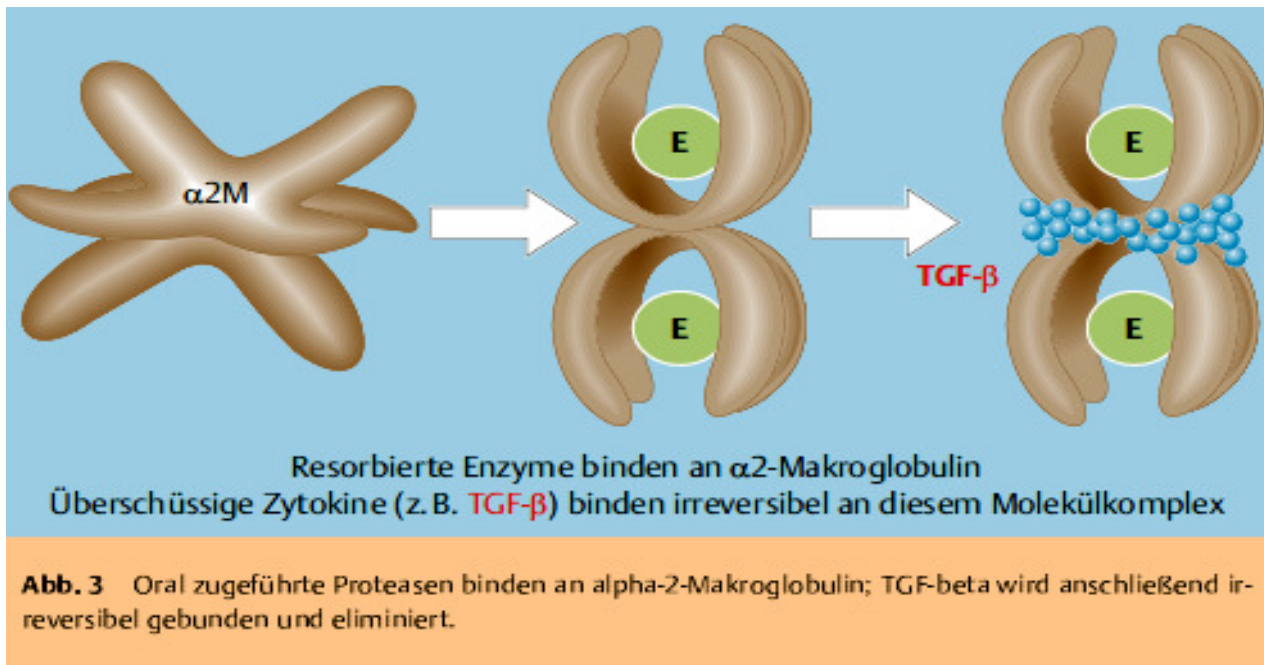 α2M
E
E
TGF-β
E
E
Resorbierte Enzyme binden an α2-Makroglobulin
Überschüssige Zytokine (z. B. TGF-β) binden irreversibel an diesem Molekülkomplex
Abb. 3 Oral zugeführte Proteasen binden an alpha-2-Makroglobulin; TGF-beta wird anschließend ir-
reversibel gebunden und eliminiert.